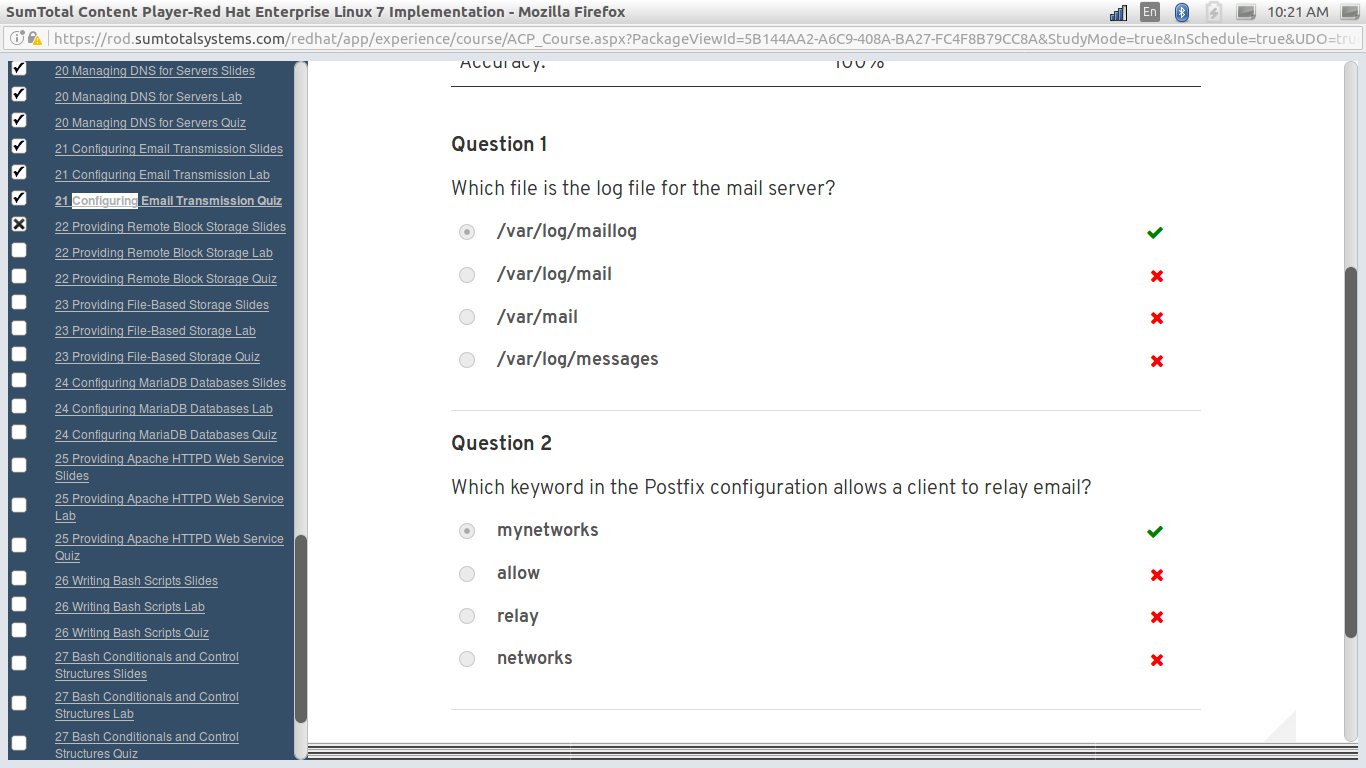 SumTotal Content Player-Red Hat Enterprise Linux 7 Implementation - Mozilla Firefox
En
10:21 AM
https://rod.sumtotalsystems.com/redhat/app/experience/course/ACP_Course.aspx?PackageViewId=5B144AA2-A6C9-408A-BA27-FC4F8B79CC8A&StudyMode=true&InSchedule=true&UDO=tru
20 Managing DNS for Servers Slides
20 Managing DNS for Servers Lab
20 Managing DNS for Servers Quiz
21 Configuring Email Transmission Slides
21 Configuring Email Transmission Lab
21 Configuring Email Transmission Quiz
22 Providing Remote Block Storage Slides
22 Providing Remote Block Storage Lab
22 Providing Remote Block Storage Quiz
23 Providing File-Based Storage Slides
23 Providing File-Based Storage Lab
23 Providing File-Based Storage Quiz
24 Configuring MariaDB Databases Slides
24 Configuring MariaDB Databases Lab
24 Configuring MariaDB Databases Quiz
25 Providing Apache HTTPD Web Service
Slides
25 Providing Apache HTTPD Web Service
Lab
25 Providing Apache HTTPD Web Service
Quiz
26 Writing Bash Scripts Slides
26 Writing Bash Scripts Lab
26 Writing Bash Scripts Quiz
27 Bash Conditionals and Control
Structures Slides
27 Bash Conditionals and Control
Structures Lab
27 Bash Conditionals and Control
Structures Quiz
Accuracy: 100%
Question 1
Which file is the log file for the mail server?
/var/log/maillog
/var/log/mail
/var/mail
/var/log/messages
Question 2
Which keyword in the Postfix configuration allows a client to relay email?
mynetworks
allow
relay
networks